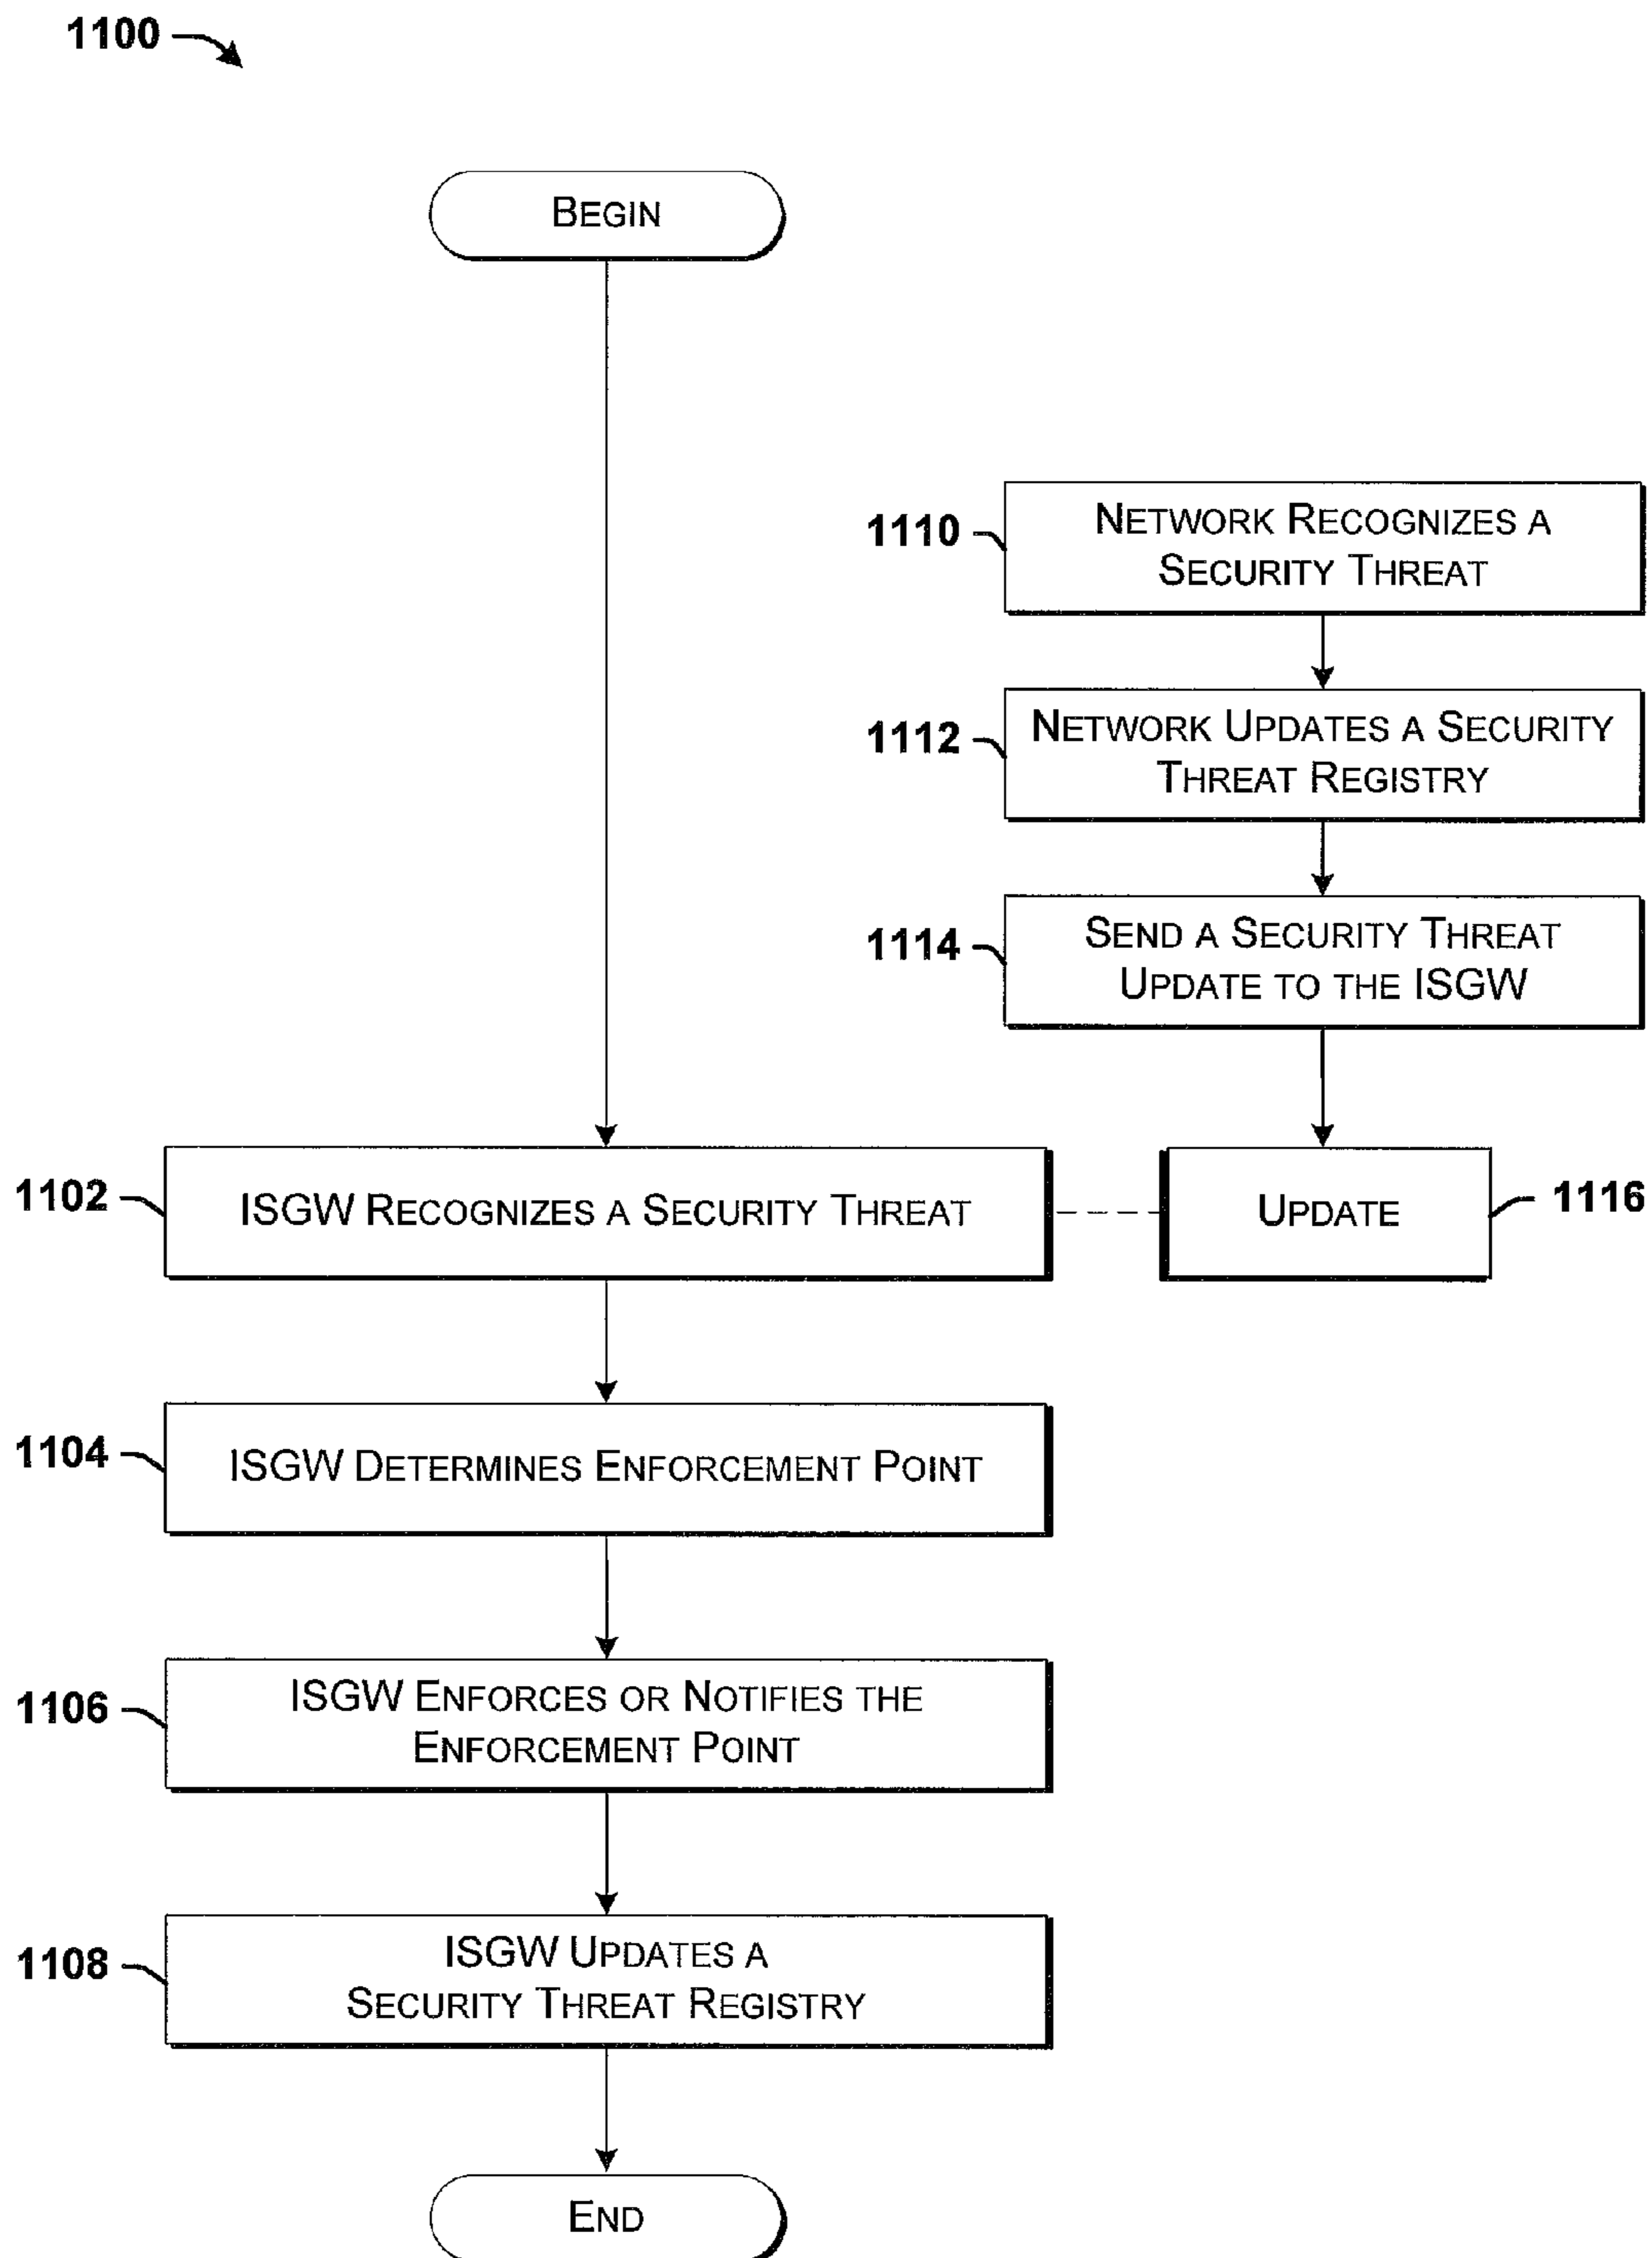 1100
BEGIN
1110
NETWORK RECOGNIZES A
SECURITY THREAT
1112
NETWORK UPDATES A SECURITY
THREAT REGISTRY
1114
SEND A SECURITY THREAT
UPDATE TO THE ISGW
1102
ISGW RECOGNIZES A SECURITY THREAT
UPDATE
1116
1104
ISGW DETERMINES ENFORCEMENT POINT
1106
ISGW ENFORCES OR NOTIFIES THE
ENFORCEMENT POINT
1108
ISGW UPDATES A
SECURITY THREAT REGISTRY
END